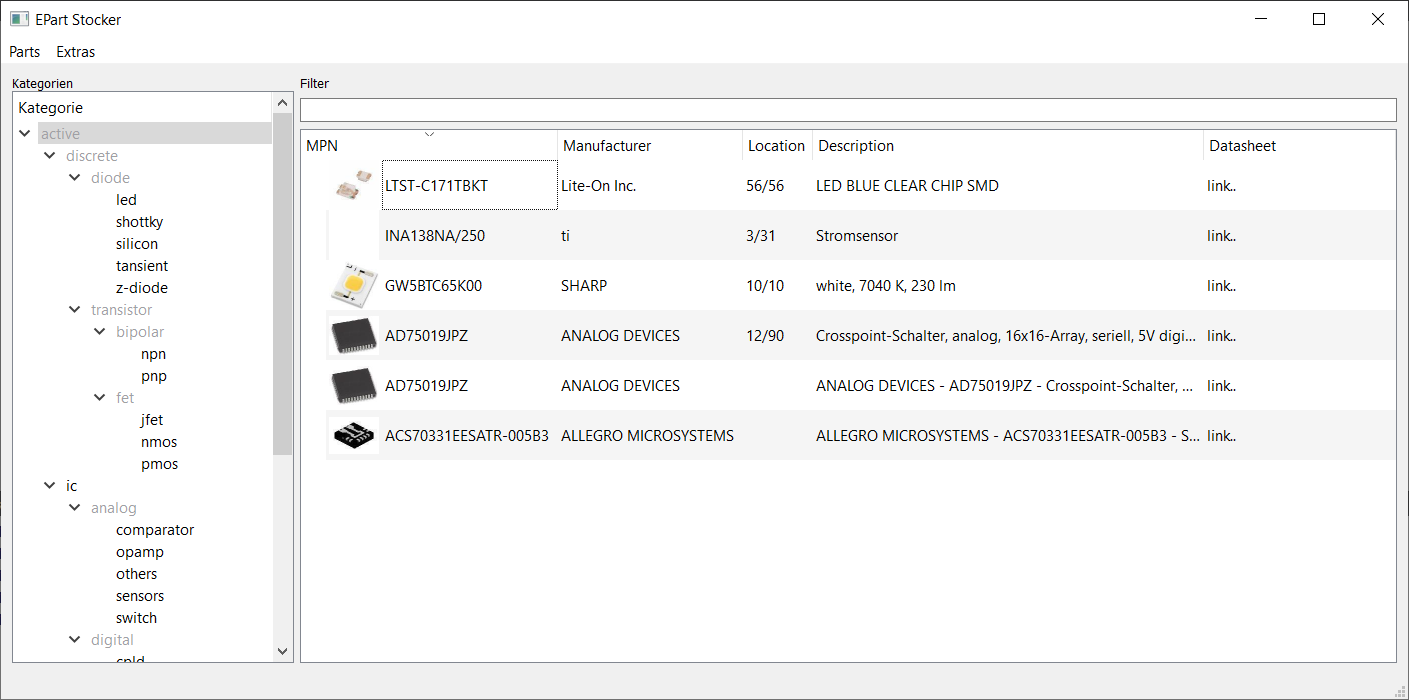 EPart Stocker
Parts Extras
Kategorien
Kategorie
active
discrete
diode
led
shottky
silicon
tansient
z-diode
transistor
bipolar
npn
pnp
fet
jfet
nmos
pmos
ic
analog
comparator
opamp
others
sensors
switch
digital
cpld
Filter
MPN Manufacturer Location Description Datasheet
LTST-C171TBKT Lite-On Inc. 56/56 LED BLUE CLEAR CHIP SMD link..
INA138NA/250 ti 3/31 Stromsensor link..
GW5BTC65K00 SHARP 10/10 white, 7040 K, 230 lm link..
AD75019JPZ ANALOG DEVICES 12/90 Crosspoint-Schalter, analog, 16x16-Array, seriell, 5V digi... link..
AD75019JPZ ANALOG DEVICES ANALOG DEVICES - AD75019JPZ - Crosspoint-Schalter, ... link..
ACS70331EESATR-005B3 ALLEGRO MICROSYSTEMS ALLEGRO MICROSYSTEMS - ACS70331EESATR-005B3 - S... link..